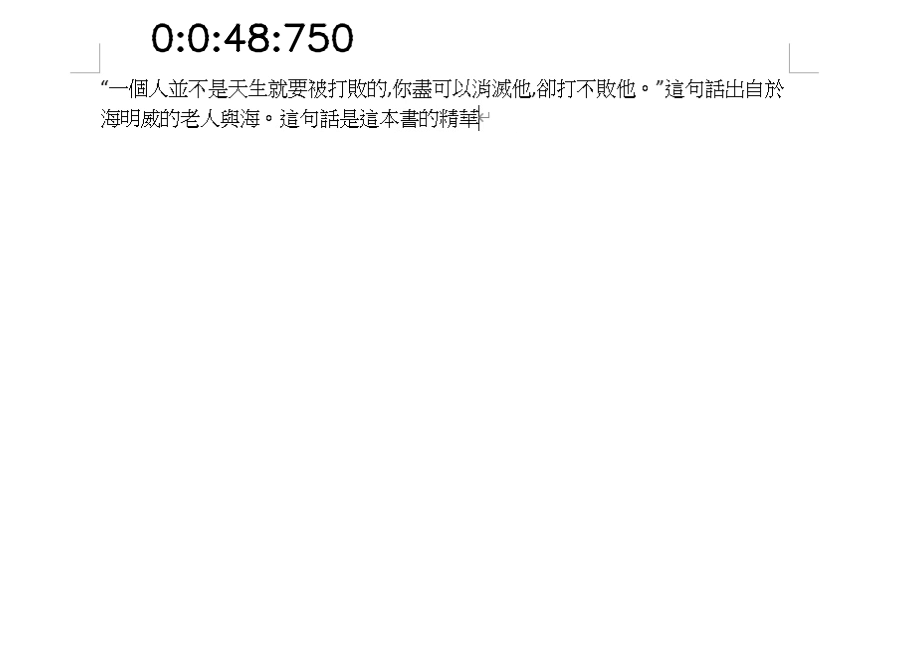 0:0:48:750
“一個人並不是天生就要被打敗的,你盡可以消滅他,卻打不敗他。”這句話出自於
海明威的老人與海。這句話是這本書的精華